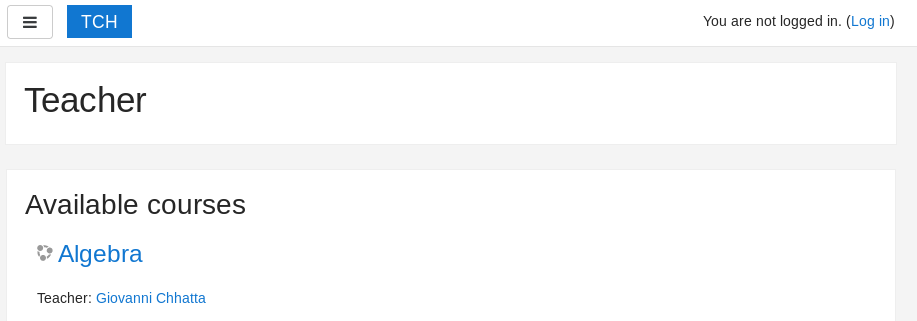 TCH
You are not logged in. (Log in)
Teacher
Available courses
Algebra
Teacher: Giovanni Chhatta